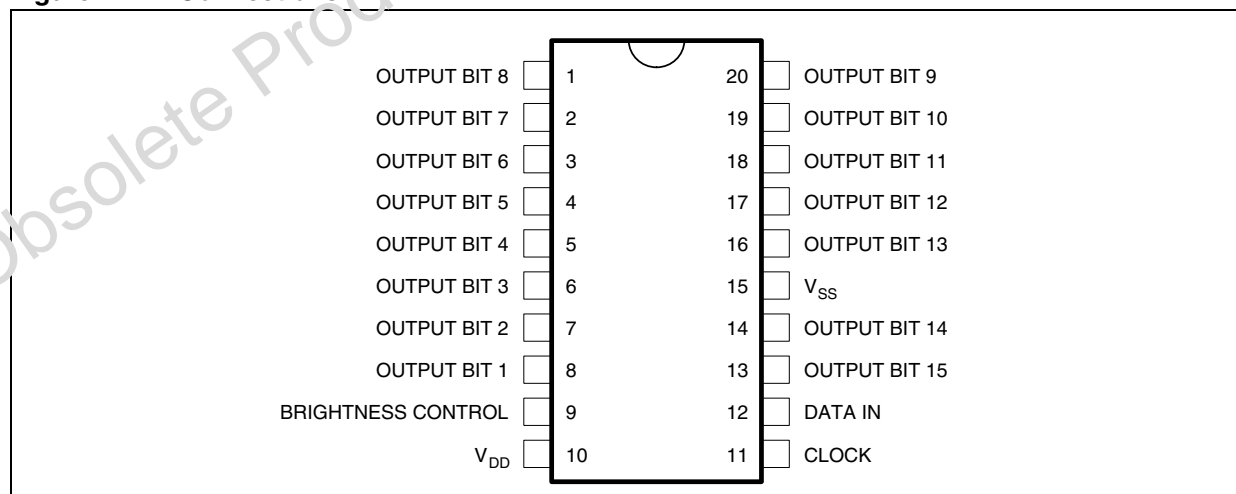 Obsolete Prod
OUTPUT BIT 8 1 20 OUTPUT BIT 9
OUTPUT BIT 7 2 19 OUTPUT BIT 10
OUTPUT BIT 6 3 18 OUTPUT BIT 11
OUTPUT BIT 5 4 17 OUTPUT BIT 12
OUTPUT BIT 4 5 16 OUTPUT BIT 13
OUTPUT BIT 3 6 15 VSS
OUTPUT BIT 2 7 14 OUTPUT BIT 14
OUTPUT BIT 1 8 13 OUTPUT BIT 15
BRIGHTNESS CONTROL 9 12 DATA IN
VDD 10 11 CLOCK